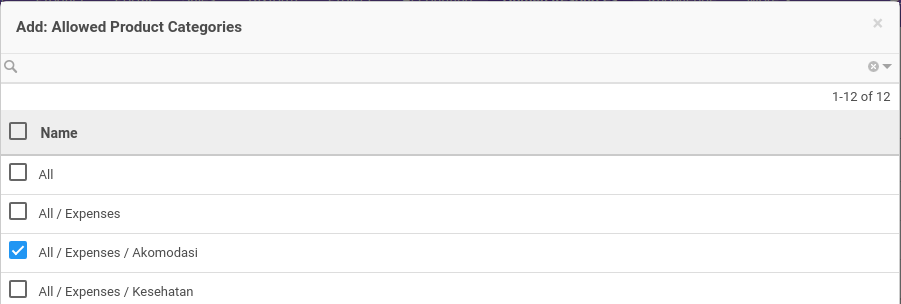 Add: Allowed Product Categories
1-12 of 12
Name
All
All / Expenses
All / Expenses / Akomodasi
All / Expenses / Kesehatan